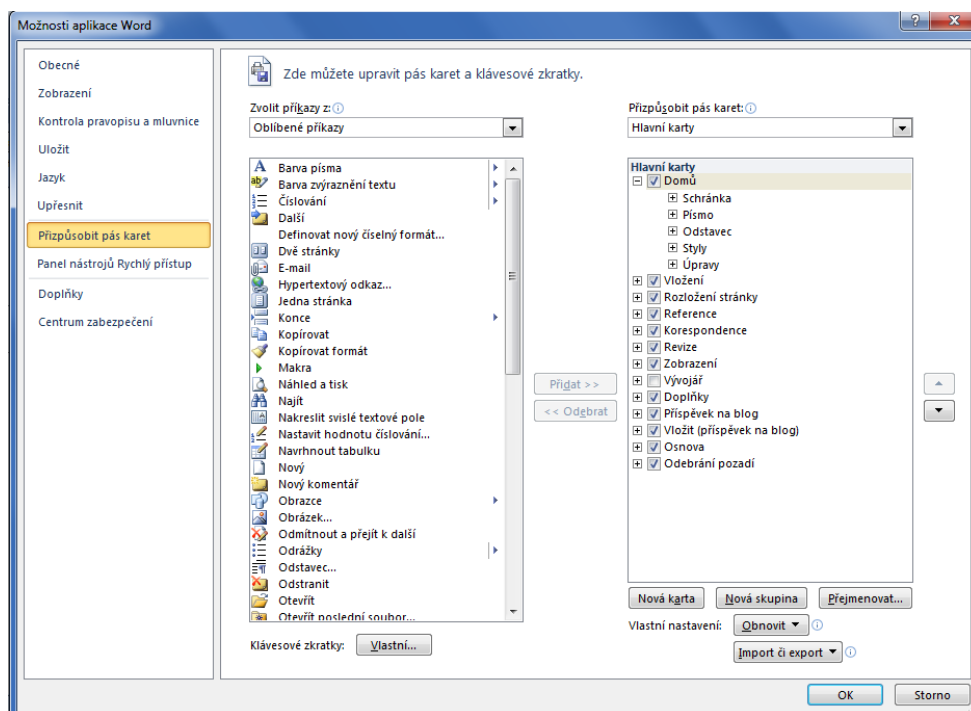 Možnosti aplikace Word
Obecné
Zobrazení
Kontrola pravopisu a mluvnice
Uložit
Jazyk
Upřesnit
Přizpůsobit pás karet
Panel nástrojů Rychlý přístup
Doplňky
Centrum zabezpečení
Zde můžete upravit pás karet a klávesové zkratky.
Zvolit příkazy z:
Oblíbené příkazy
Barva písma
Barva zvýraznění textu
Číslování
Další
Definovat nový číselný formát...
Dvě stránky
E-mail
Hypertextový odkaz...
Jedna stránka
Konce
Kopírovat
Kopírovat formát
Makra
Náhled a tisk
Najít
Nakreslit svislé textové pole
Nastavit hodnotu číslování...
Navrhnout tabulku
Nový
Nový komentář
Obrazce
Obrázek...
Odmítnout a přejít k další
Odrážky
Odstavec...
Odstranit
Otevřít
Otevřít poslední soubor...
Klávesové zkratky:
Vlastní...
Přidat >>
<< Odebrat
Přizpůsobit pás karet:
Hlavní karty
Hlavní karty
Domů
Schránka
Písmo
Odstavec
Styly
Úpravy
Vložení
Rozložení stránky
Reference
Korespondence
Revize
Zobrazení
Vývojář
Doplňky
Příspěvek na blog
Vložit (příspěvek na blog)
Osnova
Odebrání pozadí
Nová karta
Nová skupina
Přejmenovat...
Vlastní nastavení:
Obnovit
Import či export
OK
Storno